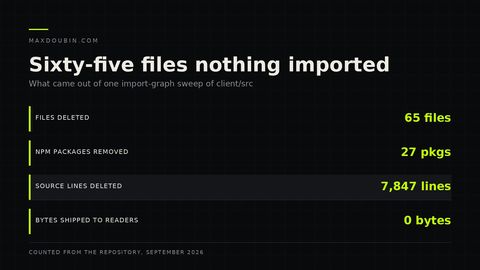 MAXDOUBIN.COM
Sixty-five files nothing imported
What came out of one import-graph sweep of client/src
FILES DELETED 65 files
NPM PACKAGES REMOVED 27 pkgs
SOURCE LINES DELETED 7,847 lines
BYTES SHIPPED TO READERS 0 bytes
COUNTED FROM THE REPOSITORY, SEPTEMBER 2026